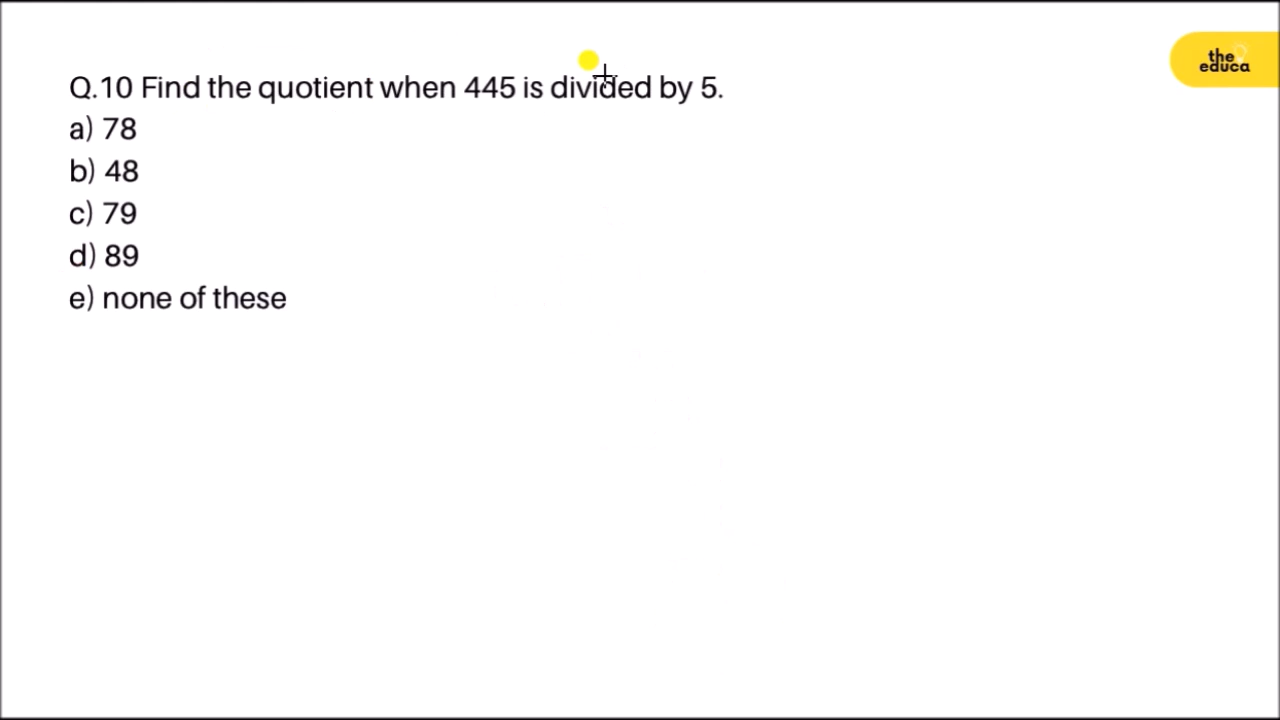 the
educa
Q.10 Find the quotient when 445 is divided by 5.
a) 78
b) 48
c) 79
d) 89
e) none of these